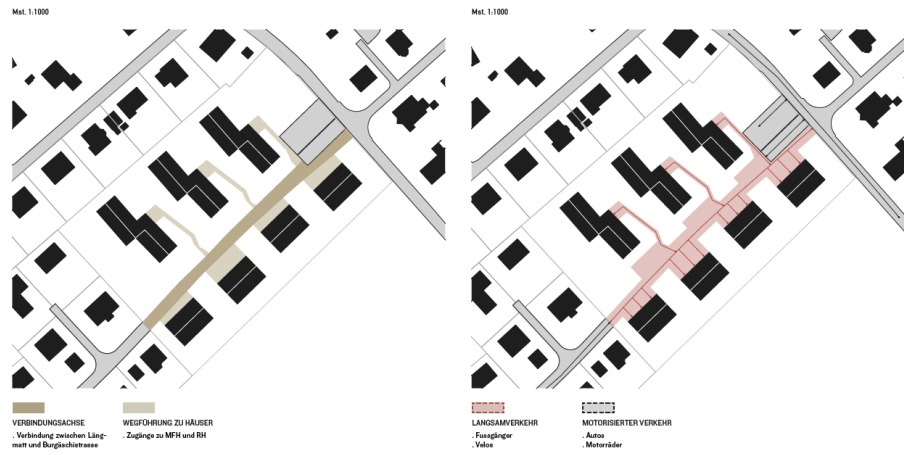 Mst. 1:1000
Mst. 1:1000
VERBINDUNGSACHSE
. Verbindung zwischen Läng-
matt und Burgäschistrasse
WEGFÜHRUNG ZU HÄUSER
. Zugänge zu MFH und RH
LANGSAMVERKEHR
. Fussgänger
. Velos
MOTORISIERTER VERKEHR
. Autos
. Motorräder